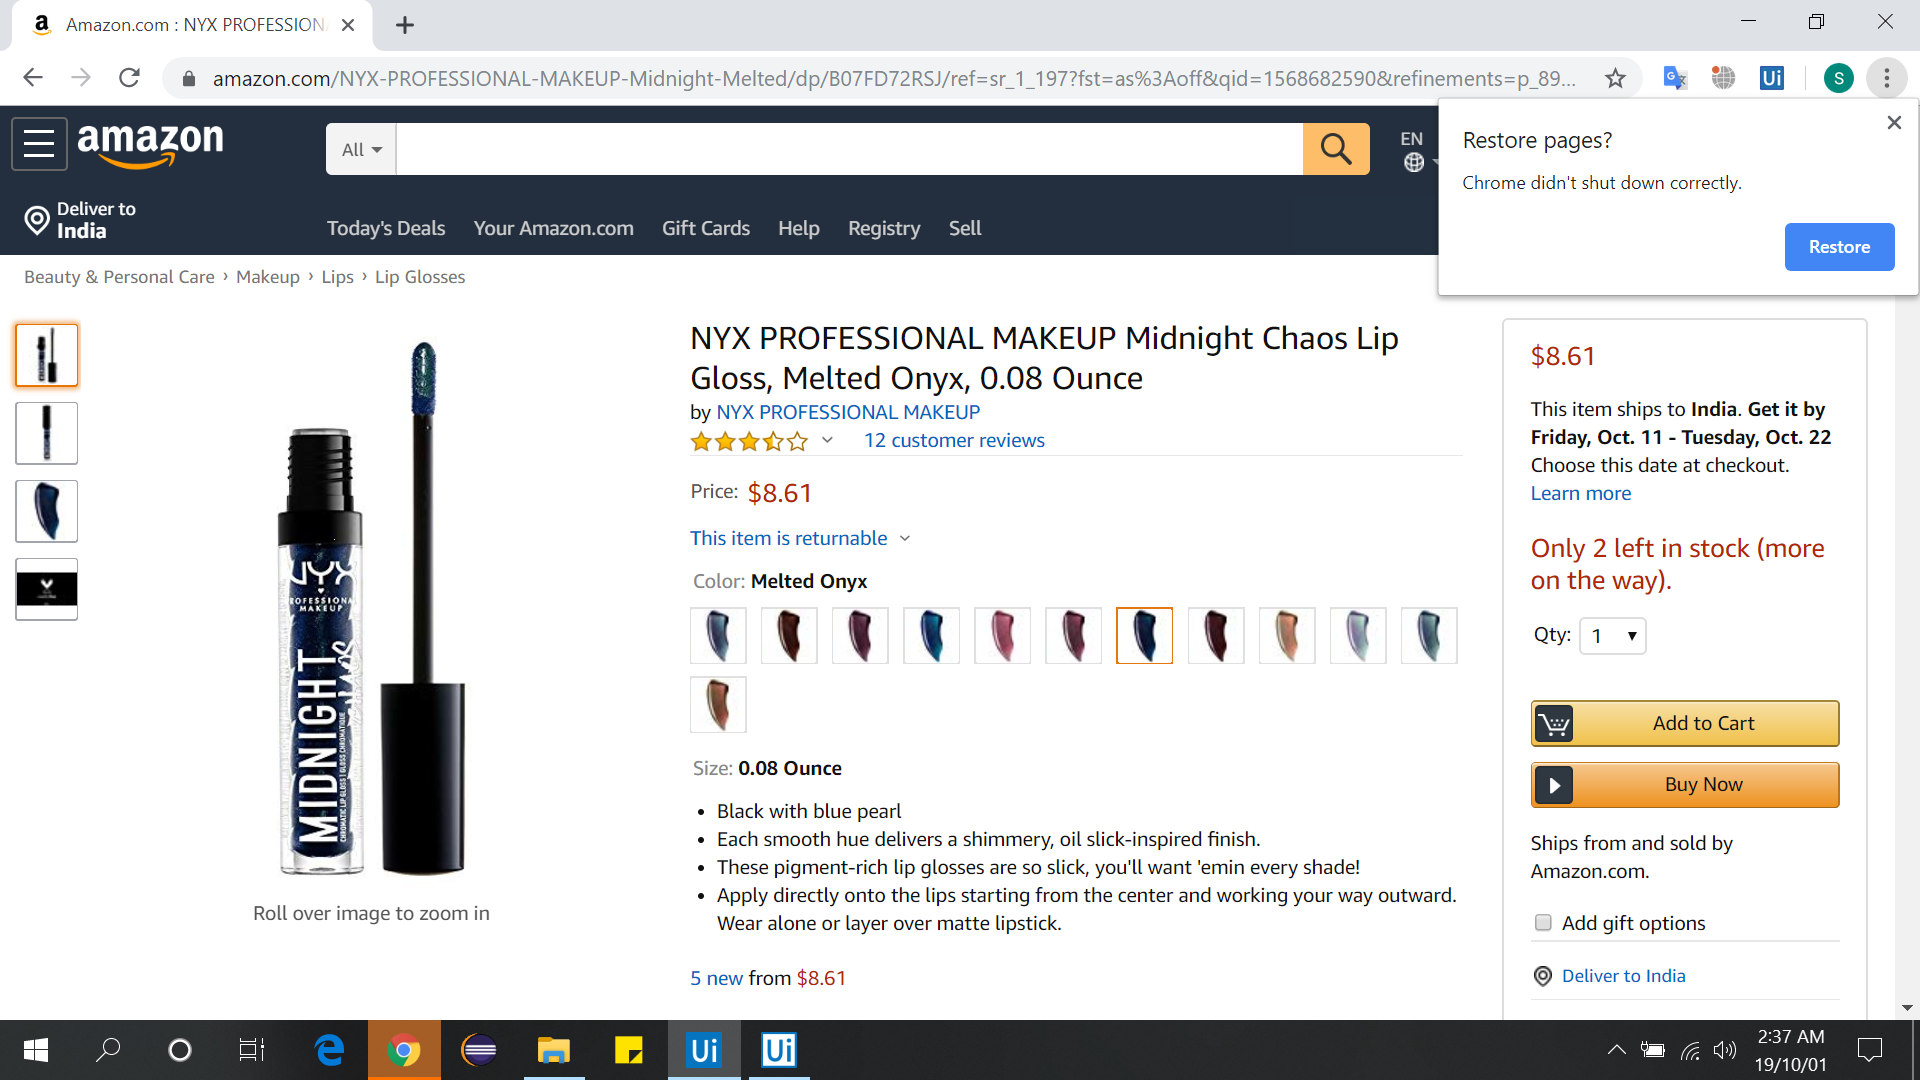 Amazon.com : NYX PROFESSION
amazon.com/NYX-PROFESSIONAL-MAKEUP-Midnight-Melted/dp/B07FD72RSJ/ref=sr_1_197?fst=as%3Aoff&qid=1568682590&refinements=p_89...
S
Ui
amazon
All
EN
Restore pages?
Chrome didn't shut down correctly.
Restore
Deliver to
India
Today's Deals Your Amazon.com Gift Cards Help Registry Sell
Beauty & Personal Care › Makeup › Lips › Lip Glosses
NYX PROFESSIONAL MAKEUP Midnight Chaos Lip
Gloss, Melted Onyx, 0.08 Ounce
by NYX PROFESSIONAL MAKEUP
12 customer reviews
Price: $8.61
This item is returnable
Color: Melted Onyx
Size: 0.08 Ounce
• Black with blue pearl
• Each smooth hue delivers a shimmery, oil slick-inspired finish.
• These pigment-rich lip glosses are so slick, you'll want 'emin every shade!
• Apply directly onto the lips starting from the center and working your way outward.
Wear alone or layer over matte lipstick.
5 new from $8.61
NYX
PROFESSIONAL
MAKEUP
MIDNIGHT
CHROMATIC LIP GLOSS | GLOSS CHROMATIQUE
Roll over image to zoom in
$8.61
This item ships to India. Get it by
Friday, Oct. 11 - Tuesday, Oct. 22
Choose this date at checkout.
Learn more
Only 2 left in stock (more
on the way).
Qty: 1
Add to Cart
Buy Now
Ships from and sold by
Amazon.com.
Add gift options
Deliver to India
Ui
Ui
2:37 AM
19/10/01